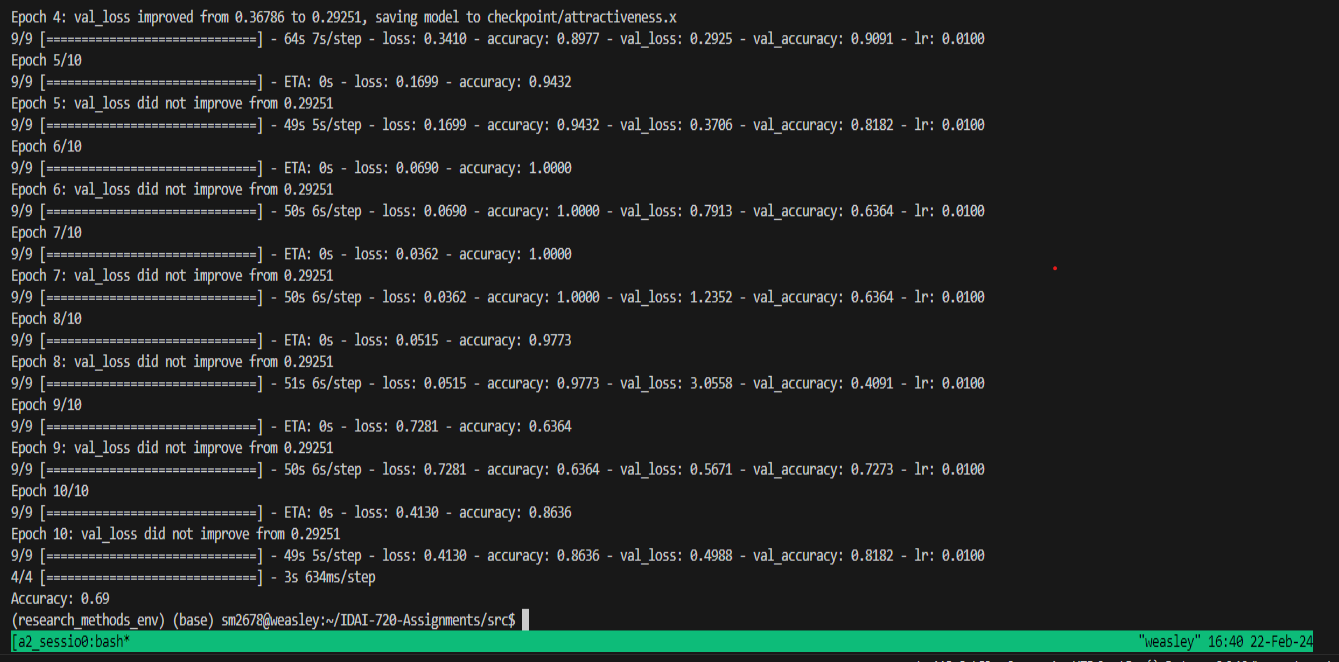 Epoch 4: val_loss improved from 0.36786 to 0.29251, saving model to checkpoint/attractiveness.x
9/9 [==============================] - 64s 7s/step - loss: 0.3410 - accuracy: 0.8977 - val_loss: 0.2925 - val_accuracy: 0.9091 - lr: 0.0100
Epoch 5/10
9/9 [==============================] - ETA: 0s - loss: 0.1699 - accuracy: 0.9432
Epoch 5: val_loss did not improve from 0.29251
9/9 [==============================] - 49s 5s/step - loss: 0.1699 - accuracy: 0.9432 - val_loss: 0.3706 - val_accuracy: 0.8182 - lr: 0.0100
Epoch 6/10
9/9 [==============================] - ETA: 0s - loss: 0.0690 - accuracy: 1.0000
Epoch 6: val_loss did not improve from 0.29251
9/9 [==============================] - 50s 6s/step - loss: 0.0690 - accuracy: 1.0000 - val_loss: 0.7913 - val_accuracy: 0.6364 - lr: 0.0100
Epoch 7/10
9/9 [==============================] - ETA: 0s - loss: 0.0362 - accuracy: 1.0000
Epoch 7: val_loss did not improve from 0.29251
9/9 [==============================] - 50s 6s/step - loss: 0.0362 - accuracy: 1.0000 - val_loss: 1.2352 - val_accuracy: 0.6364 - lr: 0.0100
Epoch 8/10
9/9 [==============================] - ETA: 0s - loss: 0.0515 - accuracy: 0.9773
Epoch 8: val_loss did not improve from 0.29251
9/9 [==============================] - 51s 6s/step - loss: 0.0515 - accuracy: 0.9773 - val_loss: 3.0558 - val_accuracy: 0.4091 - lr: 0.0100
Epoch 9/10
9/9 [==============================] - ETA: 0s - loss: 0.7281 - accuracy: 0.6364
Epoch 9: val_loss did not improve from 0.29251
9/9 [==============================] - 50s 6s/step - loss: 0.7281 - accuracy: 0.6364 - val_loss: 0.5671 - val_accuracy: 0.7273 - lr: 0.0100
Epoch 10/10
9/9 [==============================] - ETA: 0s - loss: 0.4130 - accuracy: 0.8636
Epoch 10: val_loss did not improve from 0.29251
9/9 [==============================] - 49s 5s/step - loss: 0.4130 - accuracy: 0.8636 - val_loss: 0.4988 - val_accuracy: 0.8182 - lr: 0.0100
4/4 [==============================] - 3s 634ms/step
Accuracy: 0.69
(research_methods_env) (base) sm2678@weasley:~/IDAI-720-Assignments/src$
[a2_sessio0:bash* "weasley" 16:40 22-Feb-24